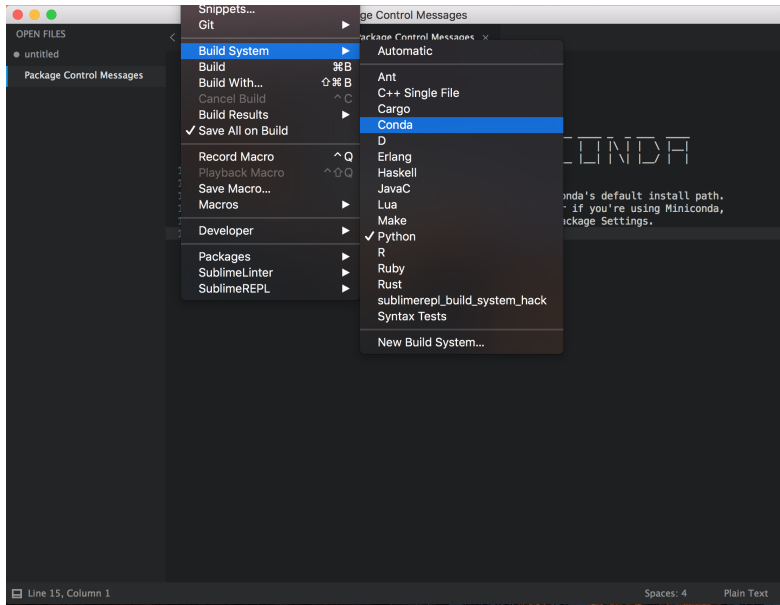 ge Control Messages
OPEN FILES
untitled
Package Control Messages
Package Control Messages ×
Snippets...
Git
Build System
Build ⌘B
Build With... ⇧⌘B
Cancel Build ^C
Build Results
✓ Save All on Build
Record Macro ^Q
Playback Macro ^⇧Q
Save Macro...
Macros
Developer
Packages
SublimeLinter
SublimeREPL
Automatic
Ant
C++ Single File
Cargo
Conda
D
Erlang
Haskell
JavaC
Lua
Make
✓ Python
R
Ruby
Rust
sublimerepl_build_system_hack
Syntax Tests
New Build System...
onda's default install path.
if you're using Miniconda,
ackage Settings.
Line 15, Column 1
Spaces: 4
Plain Text